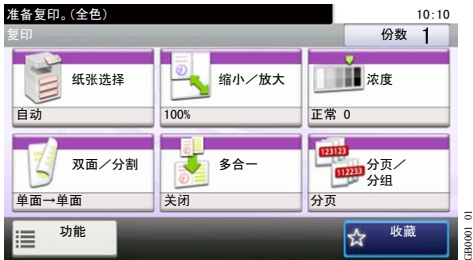 准备复印。(全色)
10:10
复印
份数 1
纸张选择
自动
缩小／放大
100%
浓度
正常 0
双面／分割
单面→单面
多合一
关闭
123123
112233
分页／
分组
分页
功能
收藏
GB0001_01